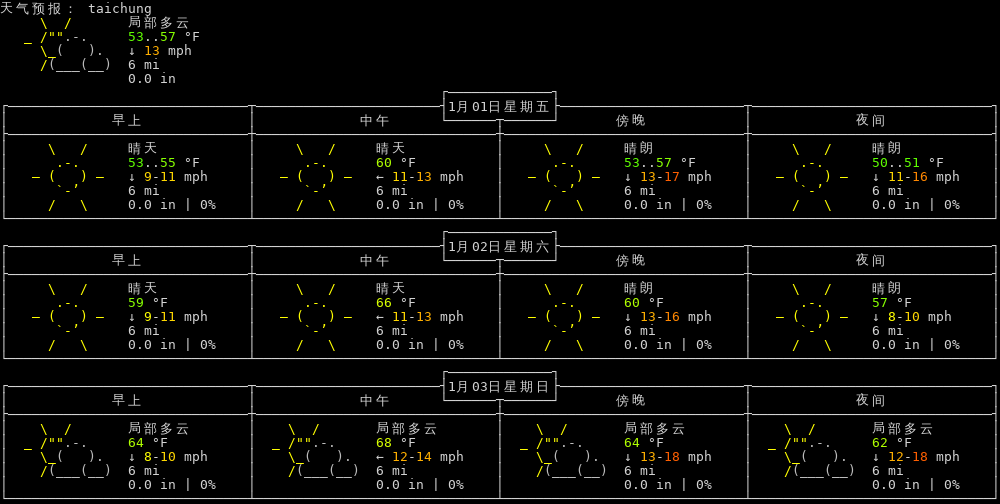 天气预报： taichung
局部多云
53..57 °F
↓ 13 mph
6 mi
0.0 in
1月01日星期五
早上 中午 傍晚 夜间
晴天 晴天 晴朗 晴朗
53..55 °F 60 °F 53..57 °F 50..51 °F
↓ 9-11 mph ← 11-13 mph ↓ 13-17 mph ↓ 11-16 mph
6 mi 6 mi 6 mi 6 mi
0.0 in | 0% 0.0 in | 0% 0.0 in | 0% 0.0 in | 0%
1月02日星期六
早上 中午 傍晚 夜间
晴天 晴天 晴朗 晴朗
59 °F 66 °F 60 °F 57 °F
↓ 9-11 mph ← 11-13 mph ↓ 13-16 mph ↓ 8-10 mph
6 mi 6 mi 6 mi 6 mi
0.0 in | 0% 0.0 in | 0% 0.0 in | 0% 0.0 in | 0%
1月03日星期日
早上 中午 傍晚 夜间
局部多云 局部多云 局部多云 局部多云
64 °F 68 °F 64 °F 62 °F
↓ 8-10 mph ← 12-14 mph ↓ 13-18 mph ↓ 12-18 mph
6 mi 6 mi 6 mi 6 mi
0.0 in | 0% 0.0 in | 0% 0.0 in | 0% 0.0 in | 0%